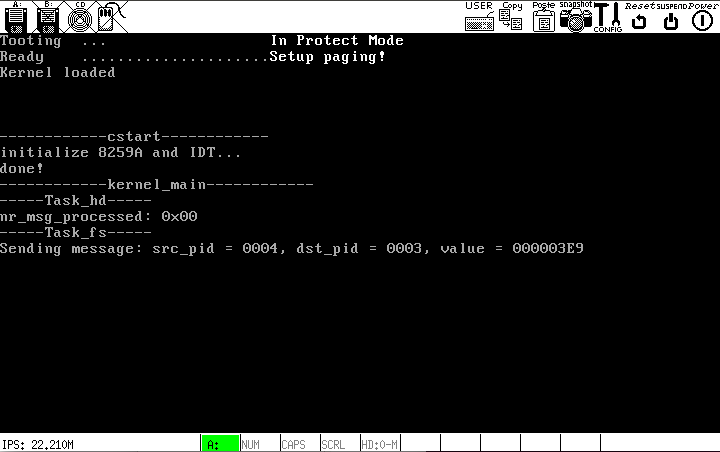 A: B: CD USER Copy Paste snapshot CONFIG Reset SUSPEND Power
Tooting ... In Protect Mode
Ready ..................Setup paging!
Kernel loaded
------------cstart------------
initialize 8259A and IDT...
done!
------------kernel_main------------
-----Task_hd-----
nr_msg_processed: 0x00
-----Task_fs-----
Sending message: src_pid = 0004, dst_pid = 0003, value = 000003E9
IPS: 22.210M A: NUM CAPS SCRL HD:0-M